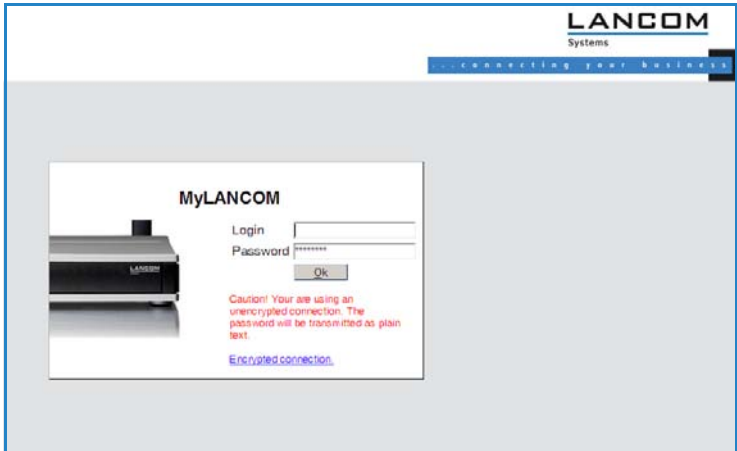 LANCOM
Systems
...connecting your business
MyLANCOM
Login
Password ********
Ok
LANCOM
Caution! Your are using an
unencrypted connection. The
password will be transmitted as plain
text.
Encrypted connection.